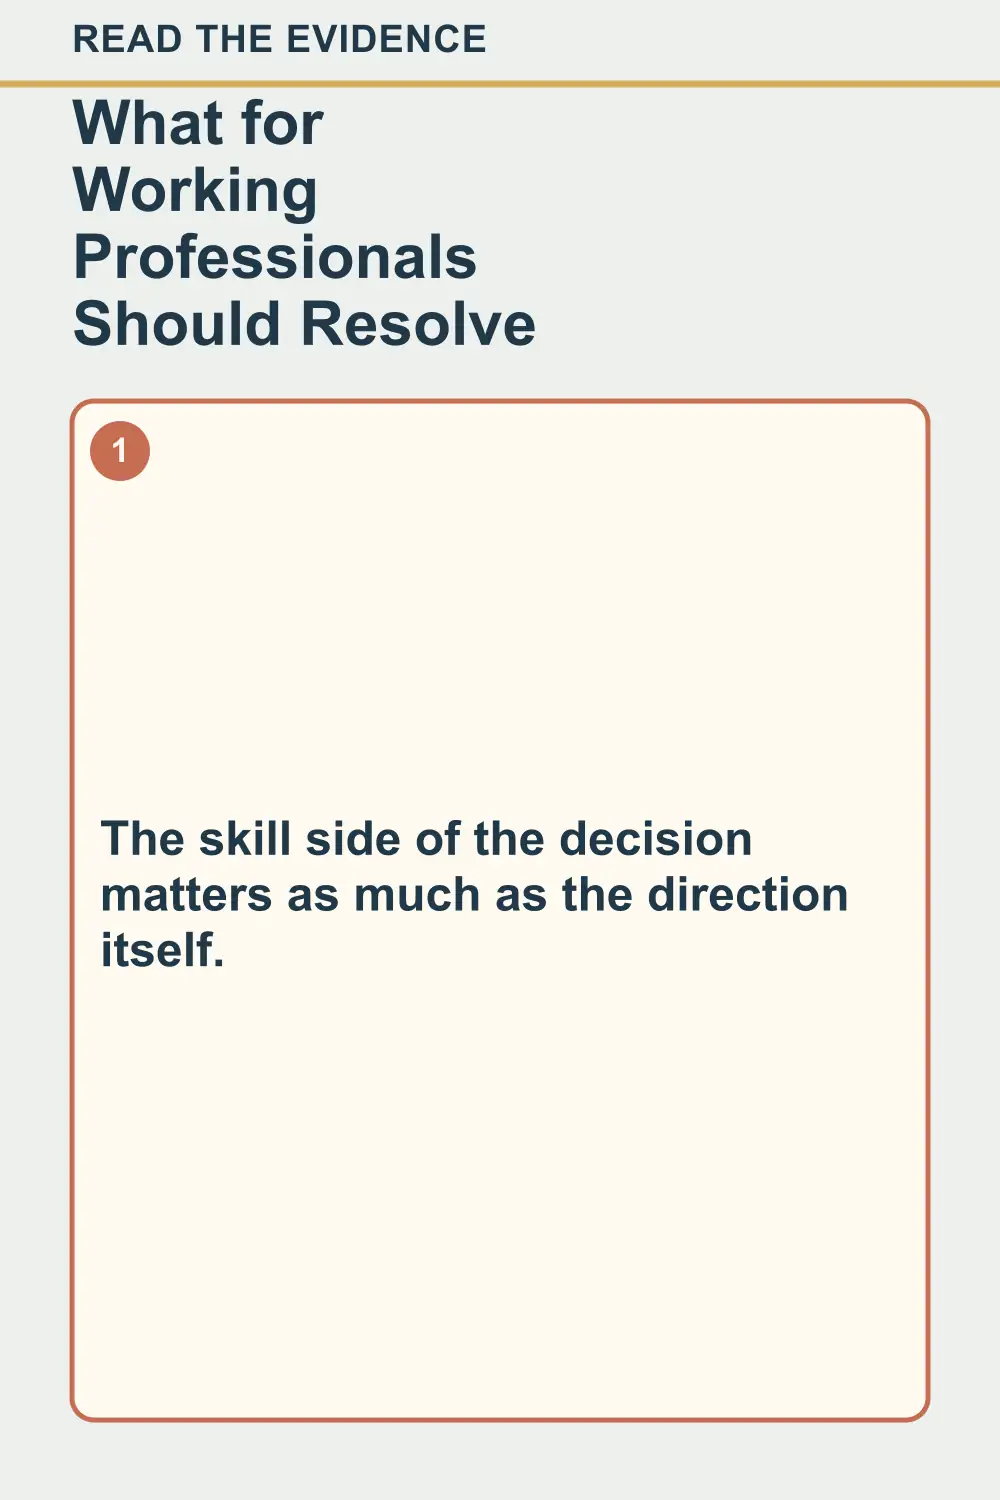 READ THE EVIDENCE
What for
Working
Professionals
Should Resolve
1
The skill side of the decision
matters as much as the direction
itself.